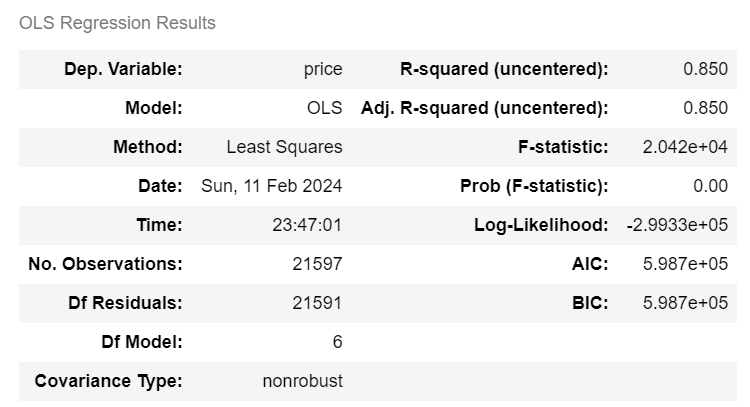 OLS Regression Results
Dep. Variable: price R-squared (uncentered): 0.850
Model: OLS Adj. R-squared (uncentered): 0.850
Method: Least Squares F-statistic: 2.042e+04
Date: Sun, 11 Feb 2024 Prob (F-statistic): 0.00
Time: 23:47:01 Log-Likelihood: -2.9933e+05
No. Observations: 21597 AIC: 5.987e+05
Df Residuals: 21591 BIC: 5.987e+05
Df Model: 6
Covariance Type: nonrobust